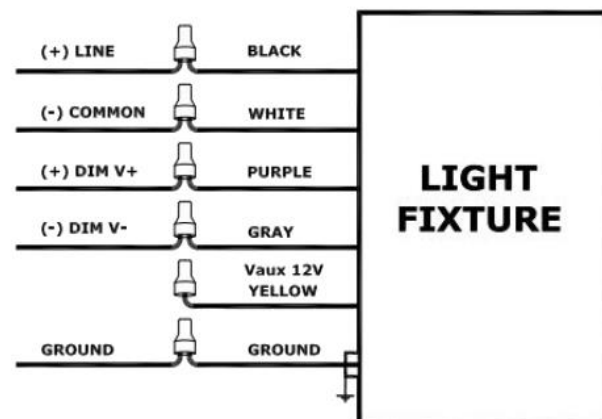 (+) LINE BLACK
(-) COMMON WHITE
(+) DIM V+ PURPLE
(-) DIM V- GRAY
Vaux 12V
YELLOW
GROUND GROUND
LIGHT
FIXTURE